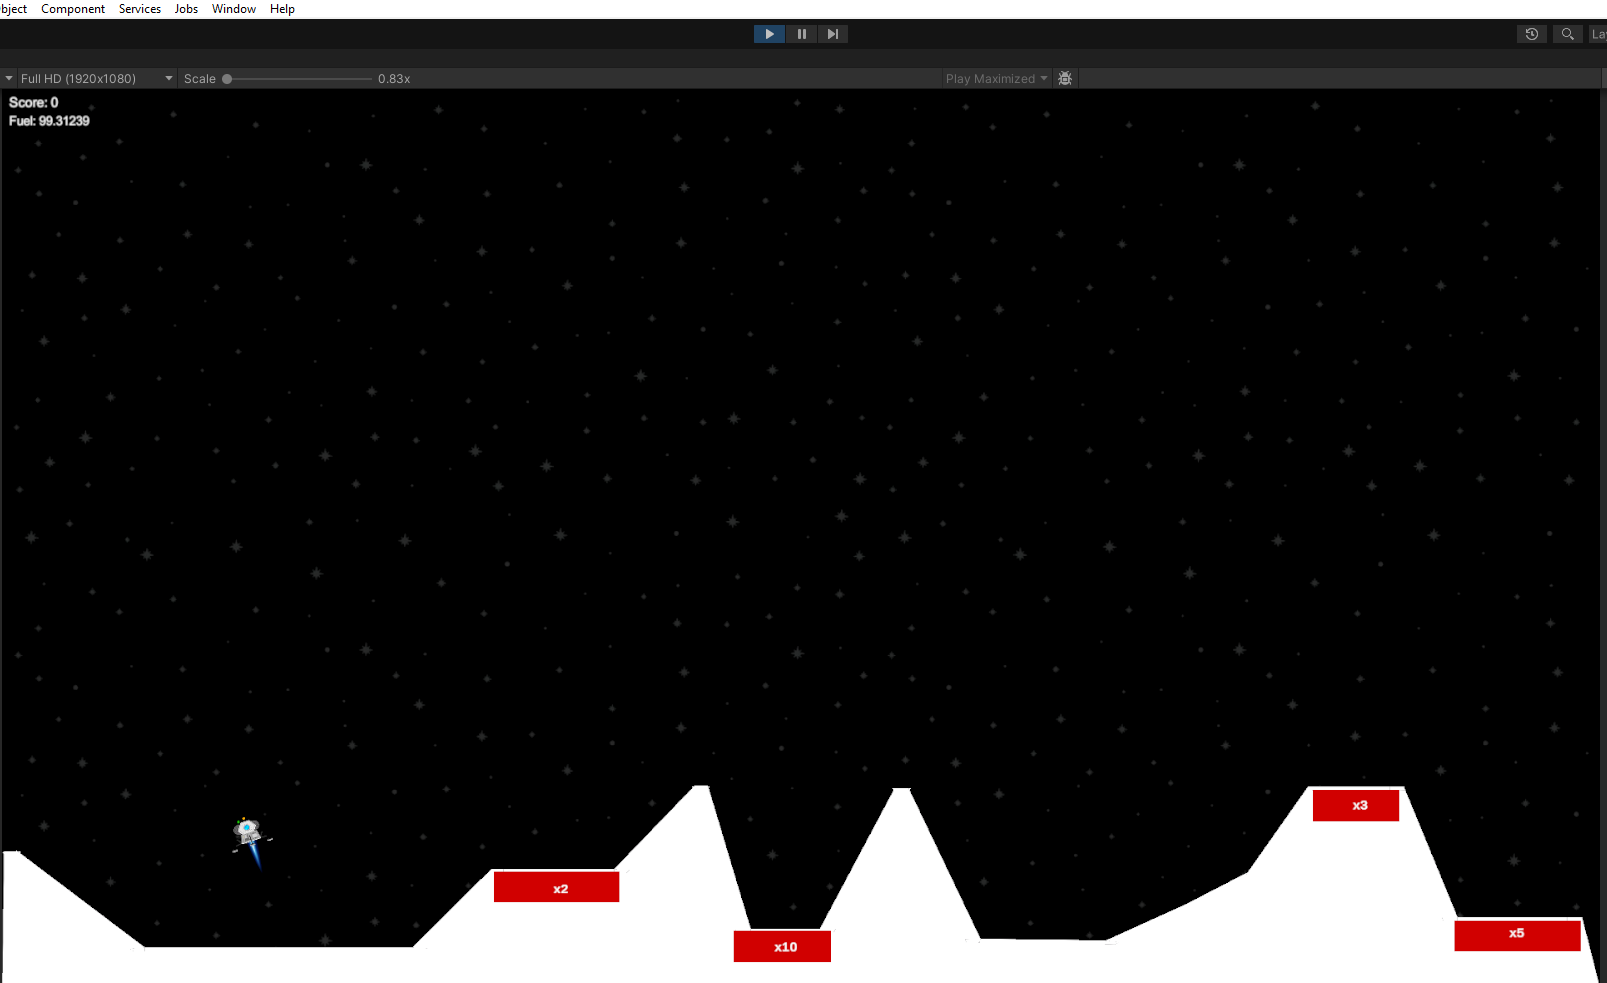 bject Component Services Jobs Window Help
Full HD (1920x1080) Scale 0.83x Play Maximized
Score: 0
Fuel: 99.31239
x3
x2
x5
x10